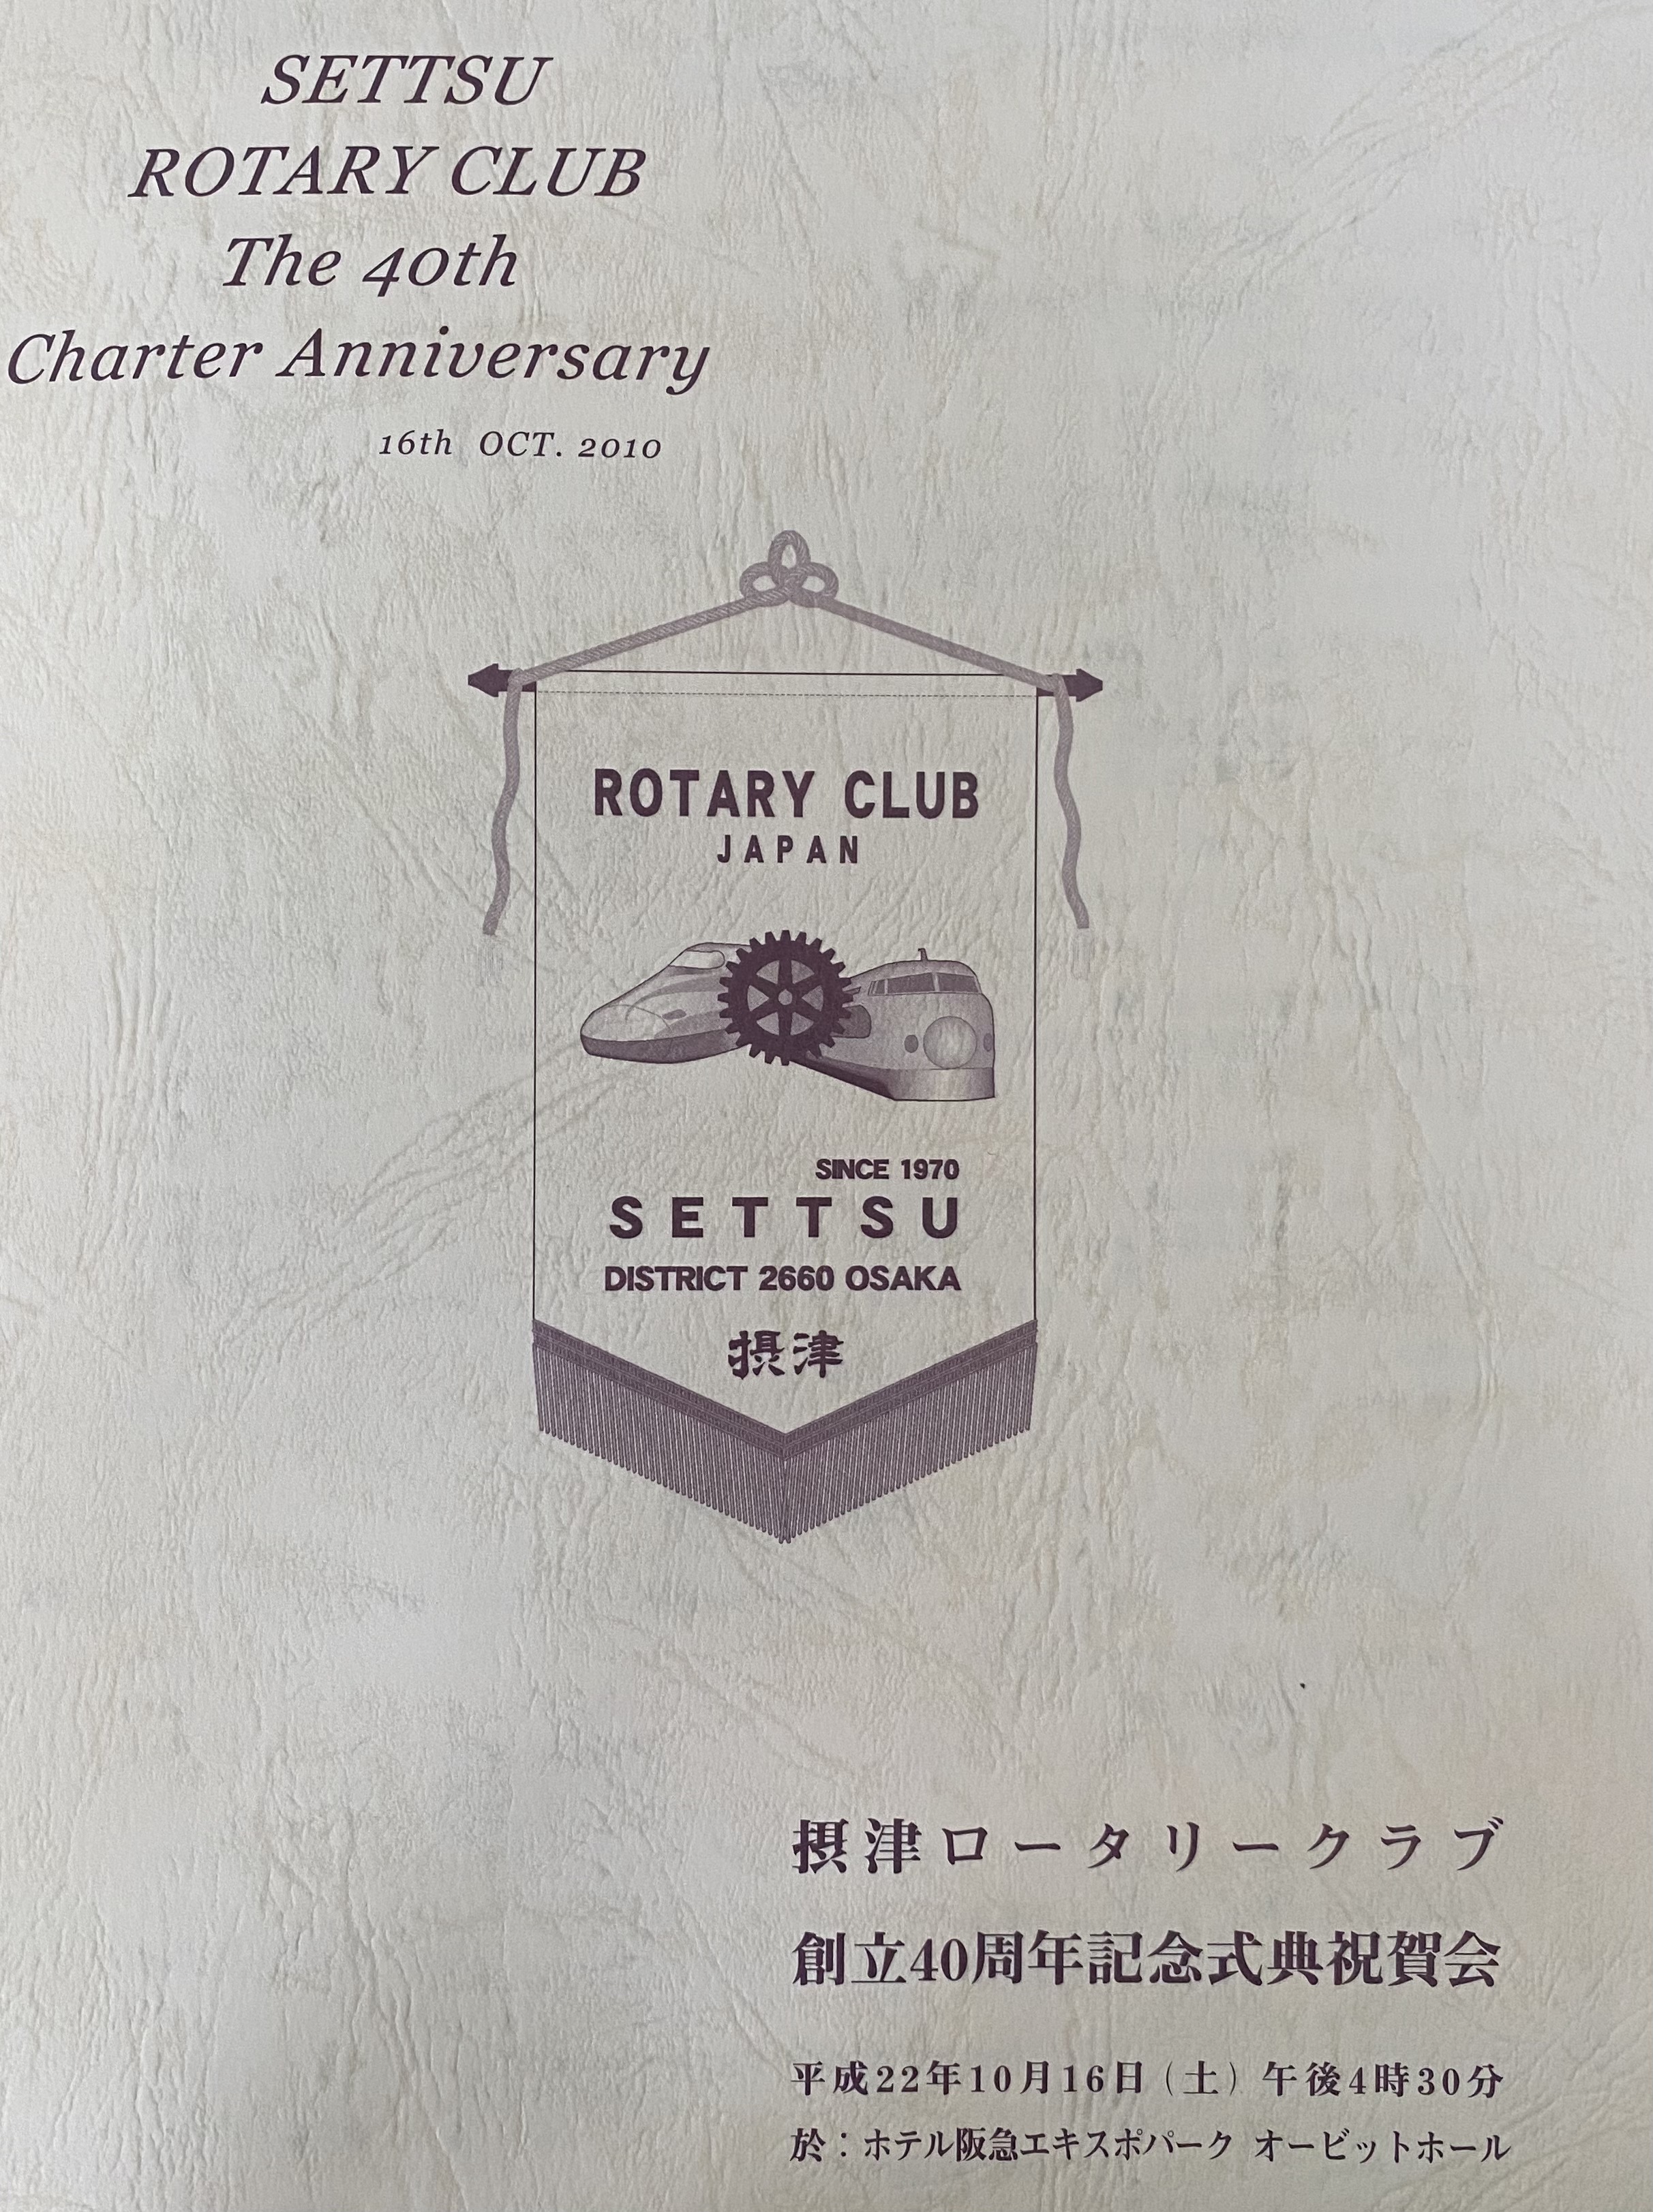 SETTSU
ROTARY CLUB
The 40th
Charter Anniversary
16th OCT. 2010
ROTARY CLUB
JAPAN
SINCE 1970
SETTSU
DISTRICT 2660 OSAKA
摂津
摂津ロータリークラブ
創立40周年記念式典祝賀会
平成22年10月16日（土）午後4時30分
於：ホテル阪急エキスポパーク オービットホール